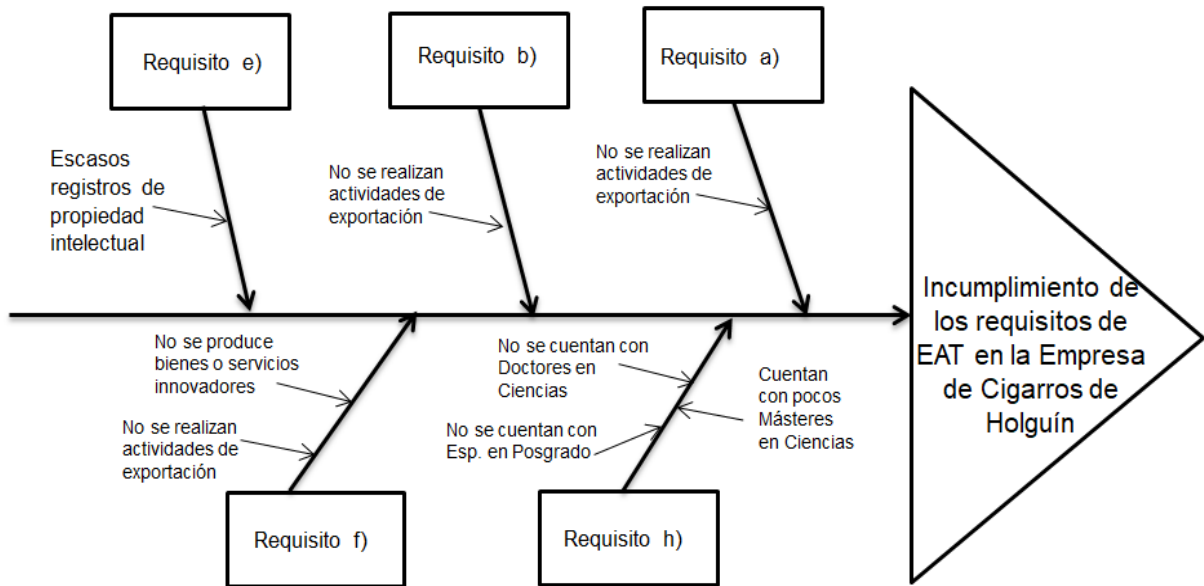 Requisito e)
Requisito b)
Requisito a)
Escasos
registros de
propiedad
intelectual
No se realizan
actividades de
exportación
No se realizan
actividades de
exportación
Incumplimiento de
los requisitos de
EAT en la Empresa
de Cigarros de
Holguín
No se produce
bienes o servicios
innovadores
No se realizan
actividades de
exportación
No se cuentan con
Doctores en
Ciencias
No se cuentan con
Esp. en Posgrado
Cuentan
con pocos
Másteres
en Ciencias
Requisito f)
Requisito h)